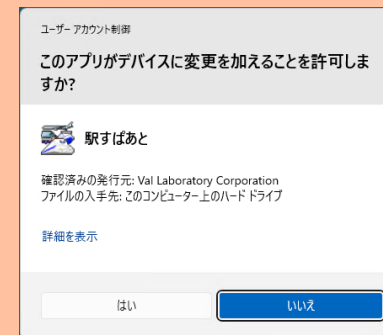 ユーザー アカウント制御
このアプリがデバイスに変更を加えることを許可しま
すか?
駅すぱあと
確認済みの発行元: Val Laboratory Corporation
ファイルの入手先: このコンピューター上のハード ドライブ
詳細を表示
はい
いいえ